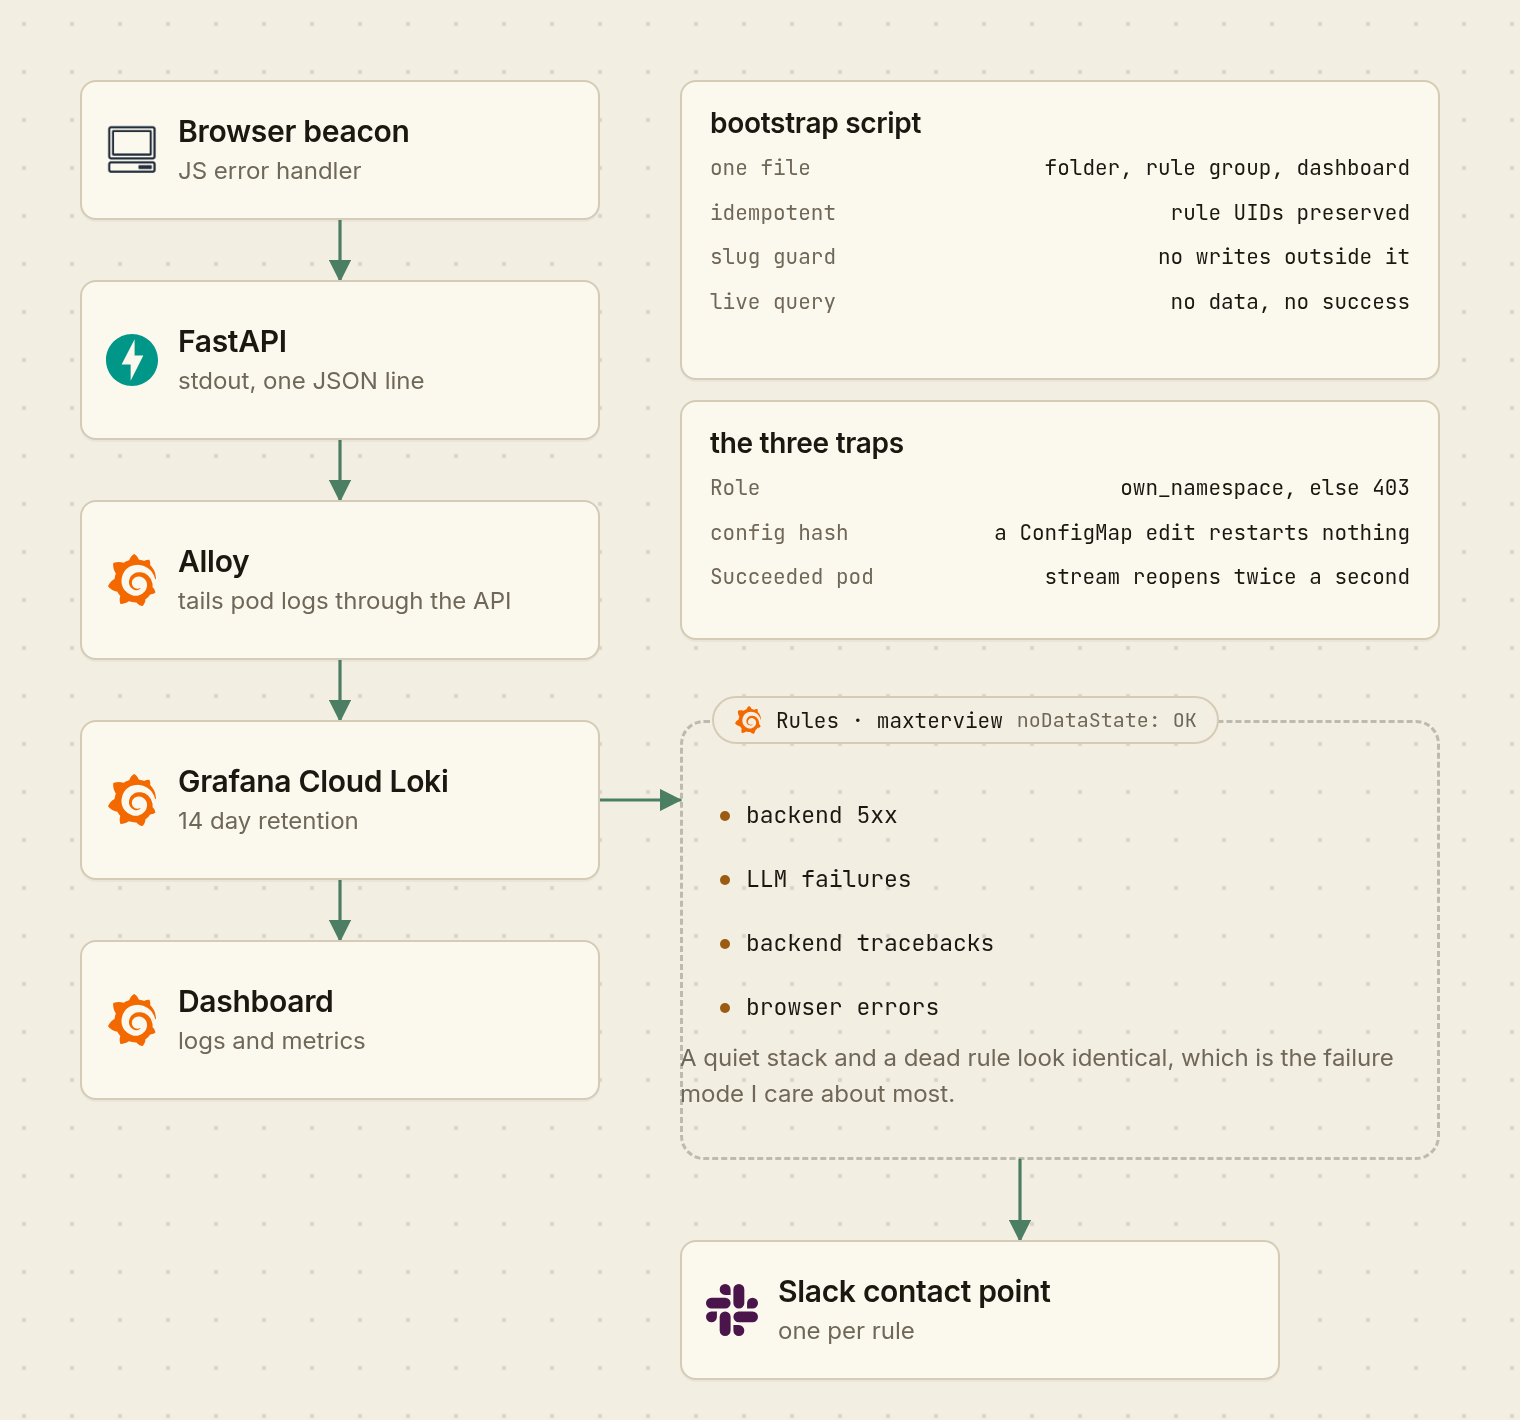 Browser beacon
JS error handler
FastAPI
stdout, one JSON line
Alloy
tails pod logs through the API
Grafana Cloud Loki
14 day retention
Dashboard
logs and metrics
bootstrap script
one file folder, rule group, dashboard
idempotent rule UIDs preserved
slug guard no writes outside it
live query no data, no success
the three traps
Role own_namespace, else 403
config hash a ConfigMap edit restarts nothing
Succeeded pod stream reopens twice a second
Rules · maxterview noDataState: OK
backend 5xx
LLM failures
backend tracebacks
browser errors
A quiet stack and a dead rule look identical, which is the failure
mode I care about most.
Slack contact point
one per rule